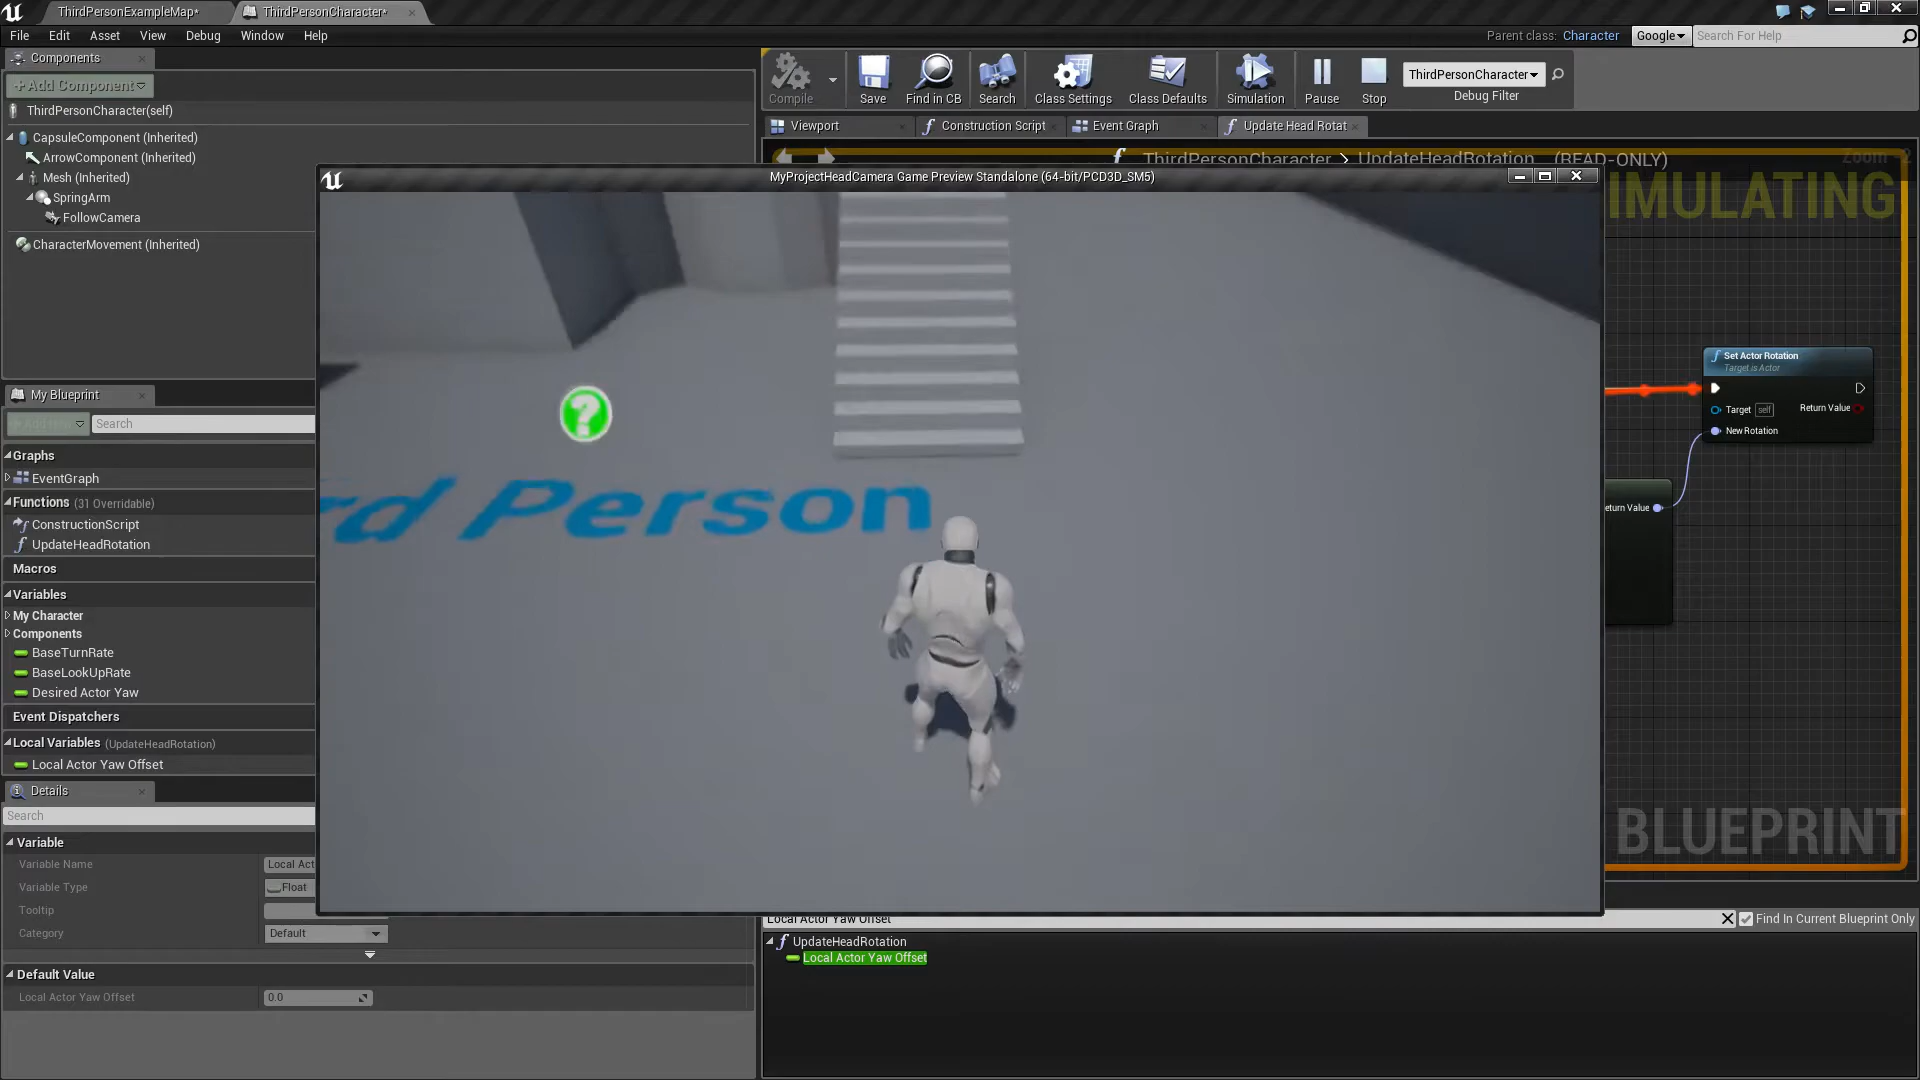 ThirdPersonExampleMap*
ThirdPersonCharacter*
File Edit Asset View Debug Window Help
Parent class: Character
Google
Search For Help
Components
+Add Component
ThirdPersonCharacter(self)
CapsuleComponent (Inherited)
ArrowComponent (Inherited)
Mesh (Inherited)
SpringArm
FollowCamera
CharacterMovement (Inherited)
Compile
Save
Find in CB
Search
Class Settings
Class Defaults
Simulation
Pause
Stop
ThirdPersonCharacter
Debug Filter
Viewport
Construction Script
Event Graph
Update Head Rotat
ThirdPersonCharacter > UpdateHeadRotation (READ-ONLY)
IMULATING
MyProjectHeadCamera Game Preview Standalone (64-bit/PCD3D_SM5)
rd Person
?
Set Actor Rotation
Target is Actor
Target self
Return Value
New Rotation
eturn Value
BLUEPRINT
My Blueprint
Search
Graphs
EventGraph
Functions (31 Overridable)
ConstructionScript
UpdateHeadRotation
Macros
Variables
My Character
Components
BaseTurnRate
BaseLookUpRate
Desired Actor Yaw
Event Dispatchers
Local Variables (UpdateHeadRotation)
Local Actor Yaw Offset
Details
Search
Variable
Variable Name Local Act
Variable Type Float
Tooltip
Category Default
Default Value
Local Actor Yaw Offset 0.0
Local Actor Yaw Offset
Find In Current Blueprint Only
UpdateHeadRotation
Local Actor Yaw Offset